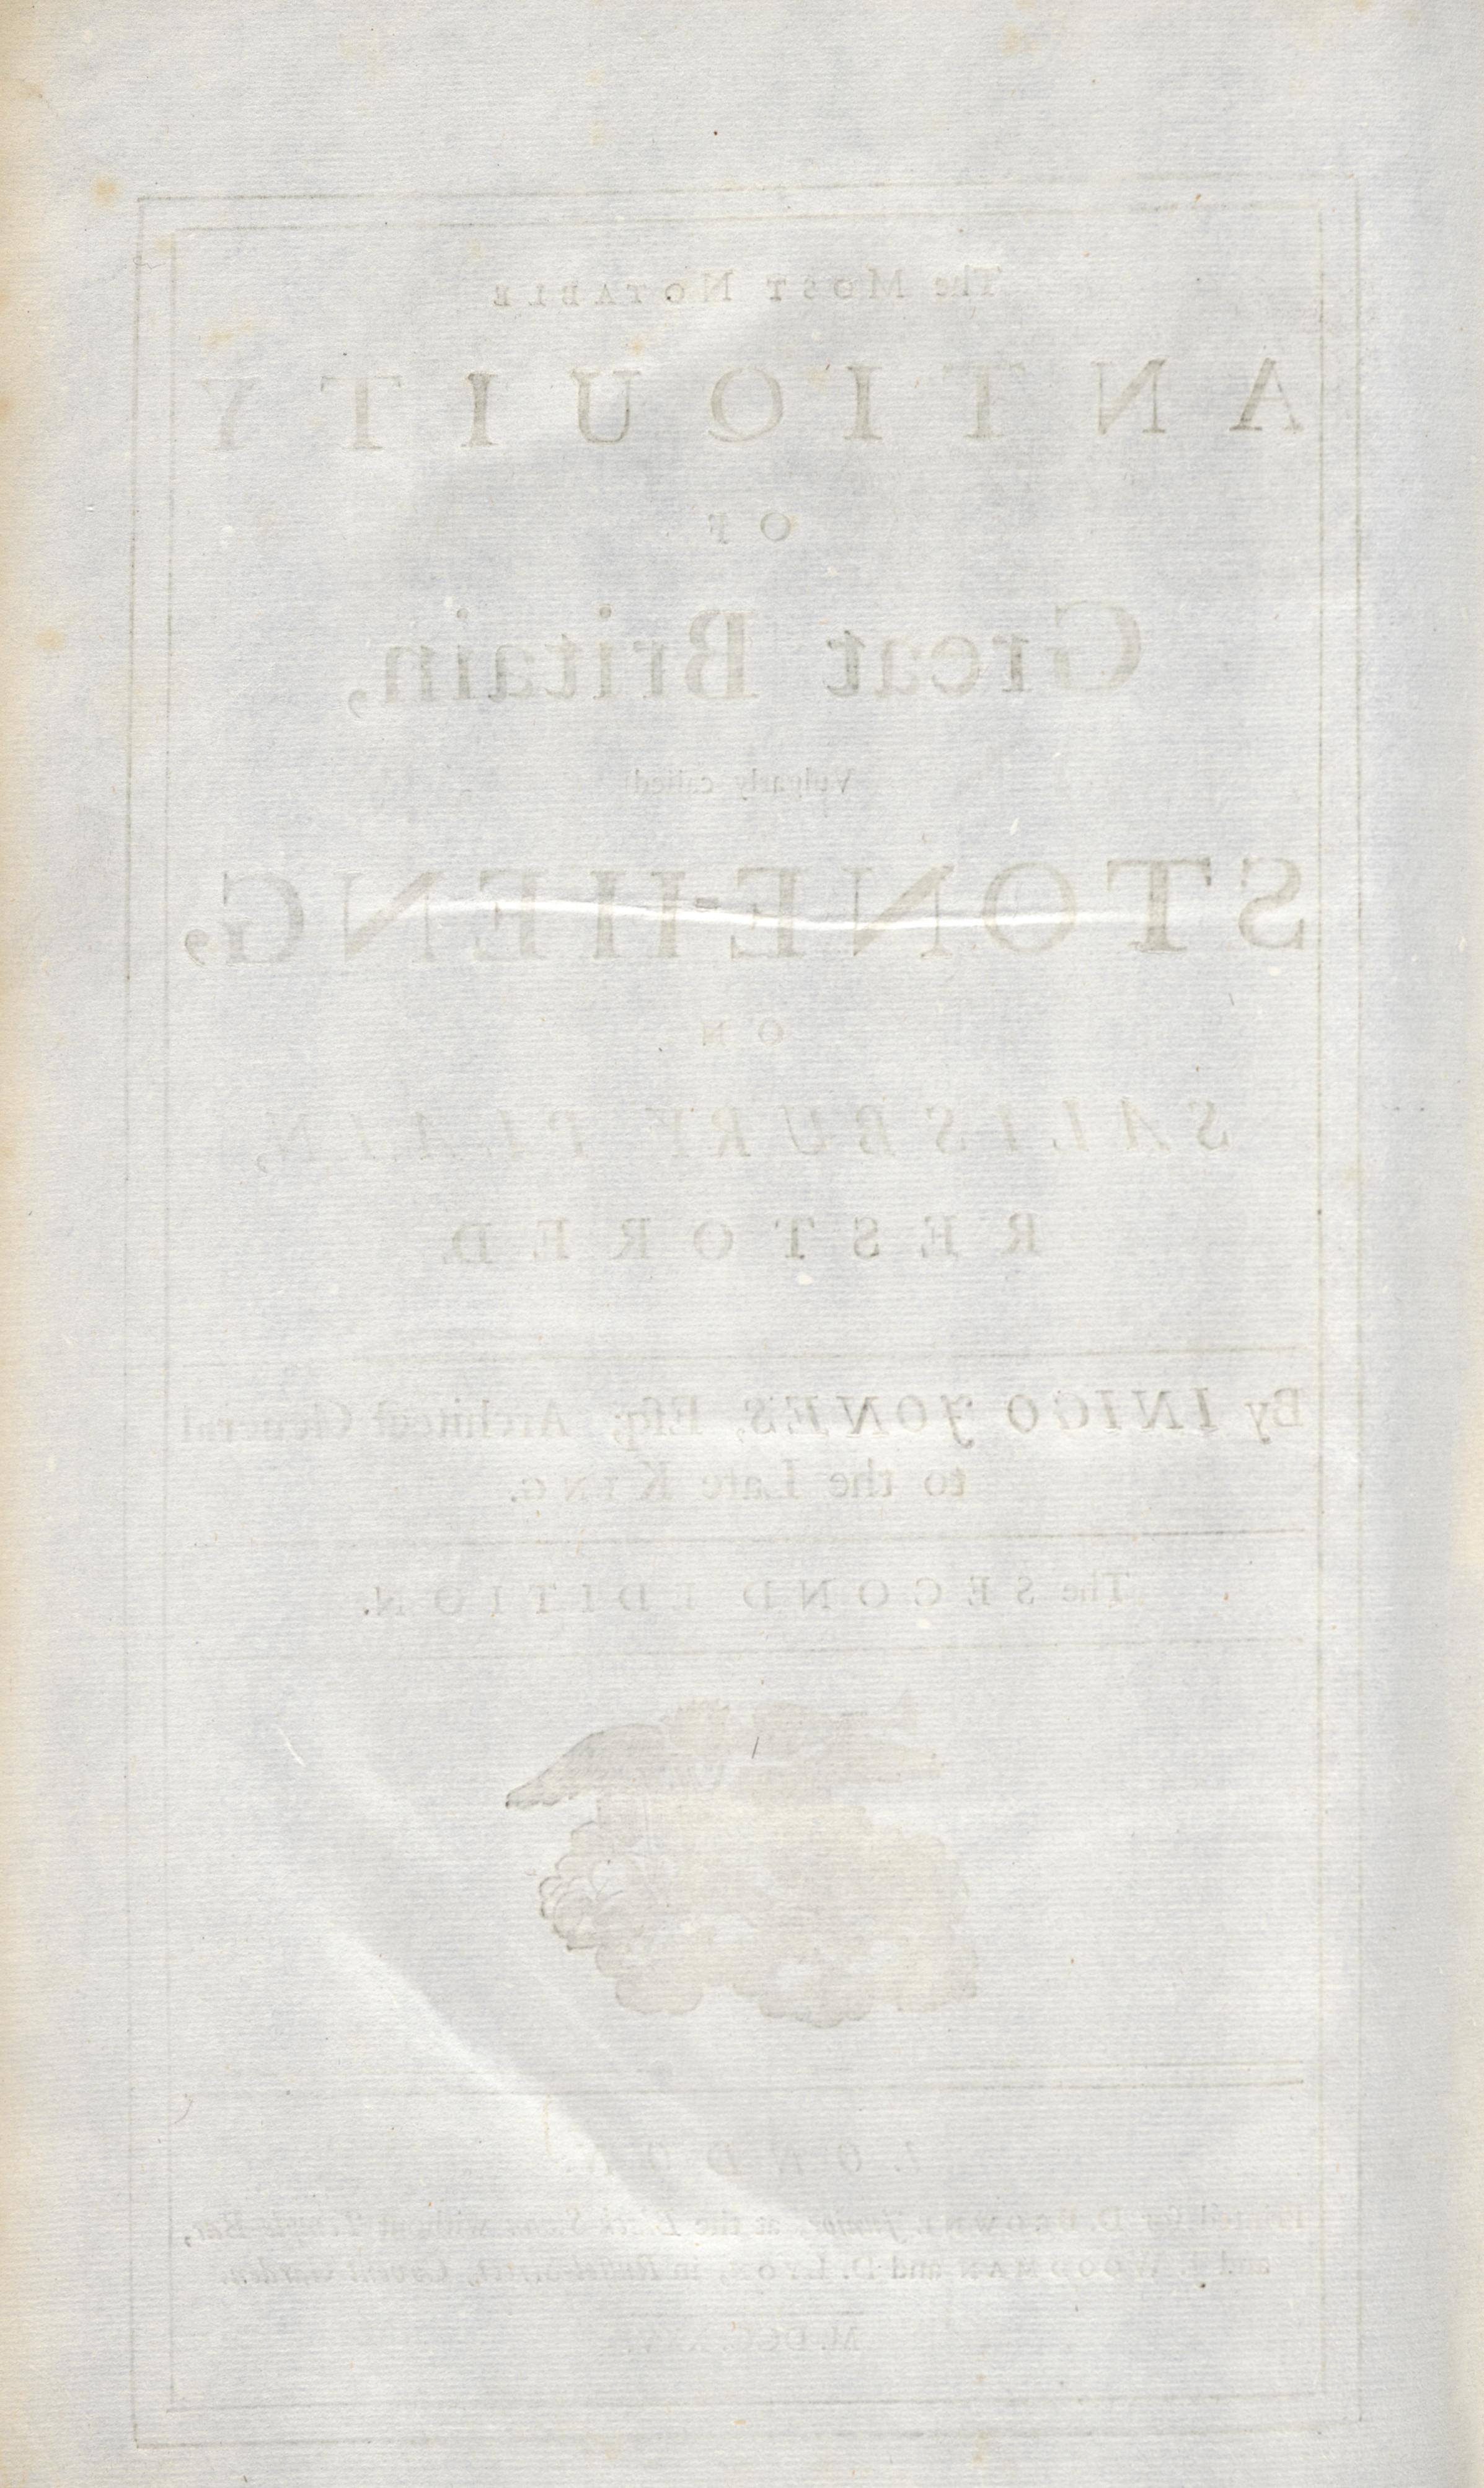 The MOST NOTABLE
ANTIQUITY
OF
Great Britain,
Vulgarly called
STONE-HENG,
ON
SALISBURY PLAIN,
RESTORED.
By INIGO JONES, Esq; Architect General
to the Late KING.
The SECOND EDITION.
LONDON
Printed for D. BROWNE junior, at the Black-Swan without Temple-Bar,
and J. WOODMAN and D. LYON, in Russel-Street, Covent Garden.
M.DCC.